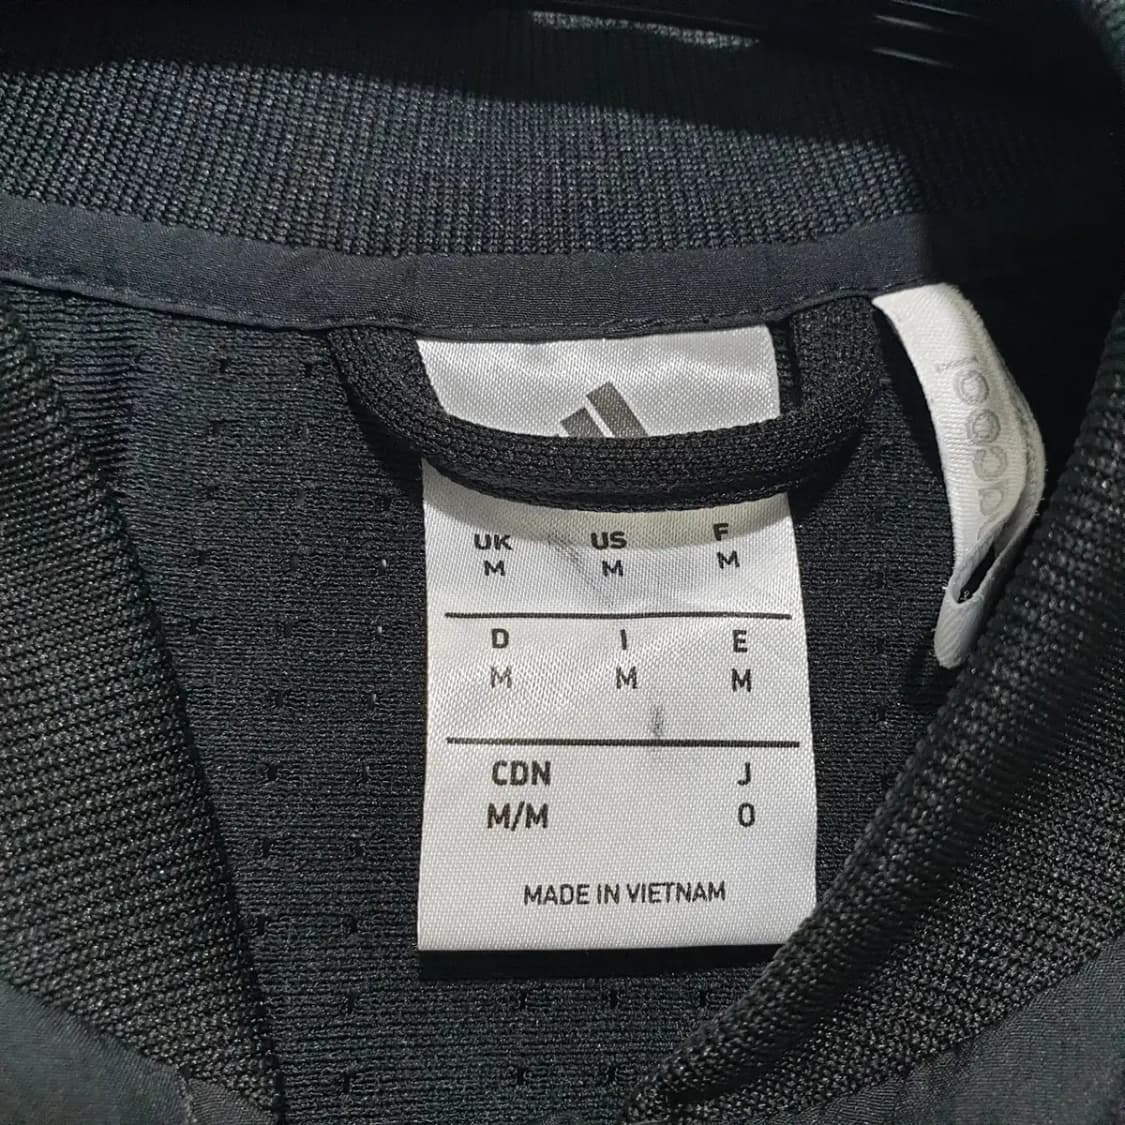 UK US F
M M M
D I E
M M M
CDN J
M/M O
MADE IN VIETNAM